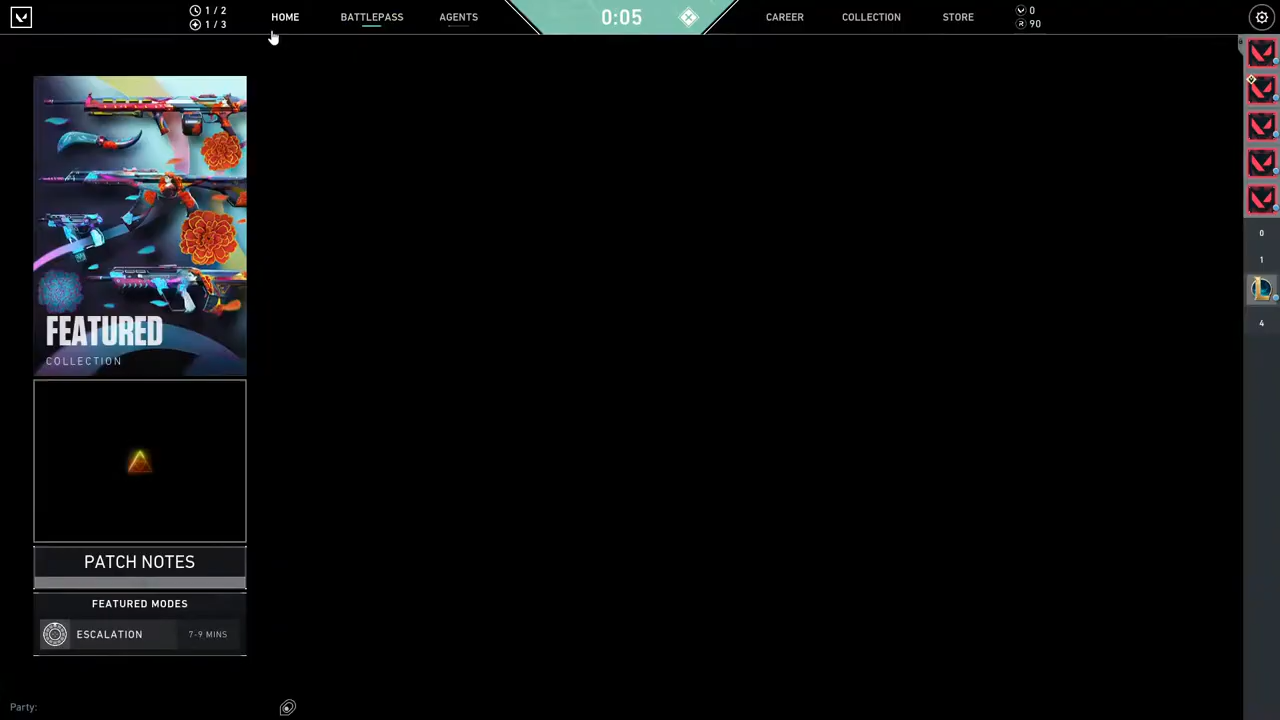 1 / 2
1 / 3
HOME
BATTLEPASS
AGENTS
0:05
CAREER
COLLECTION
STORE
0
90
FEATURED
COLLECTION
PATCH NOTES
FEATURED MODES
ESCALATION 7-9 MINS
0
1
4
Party: